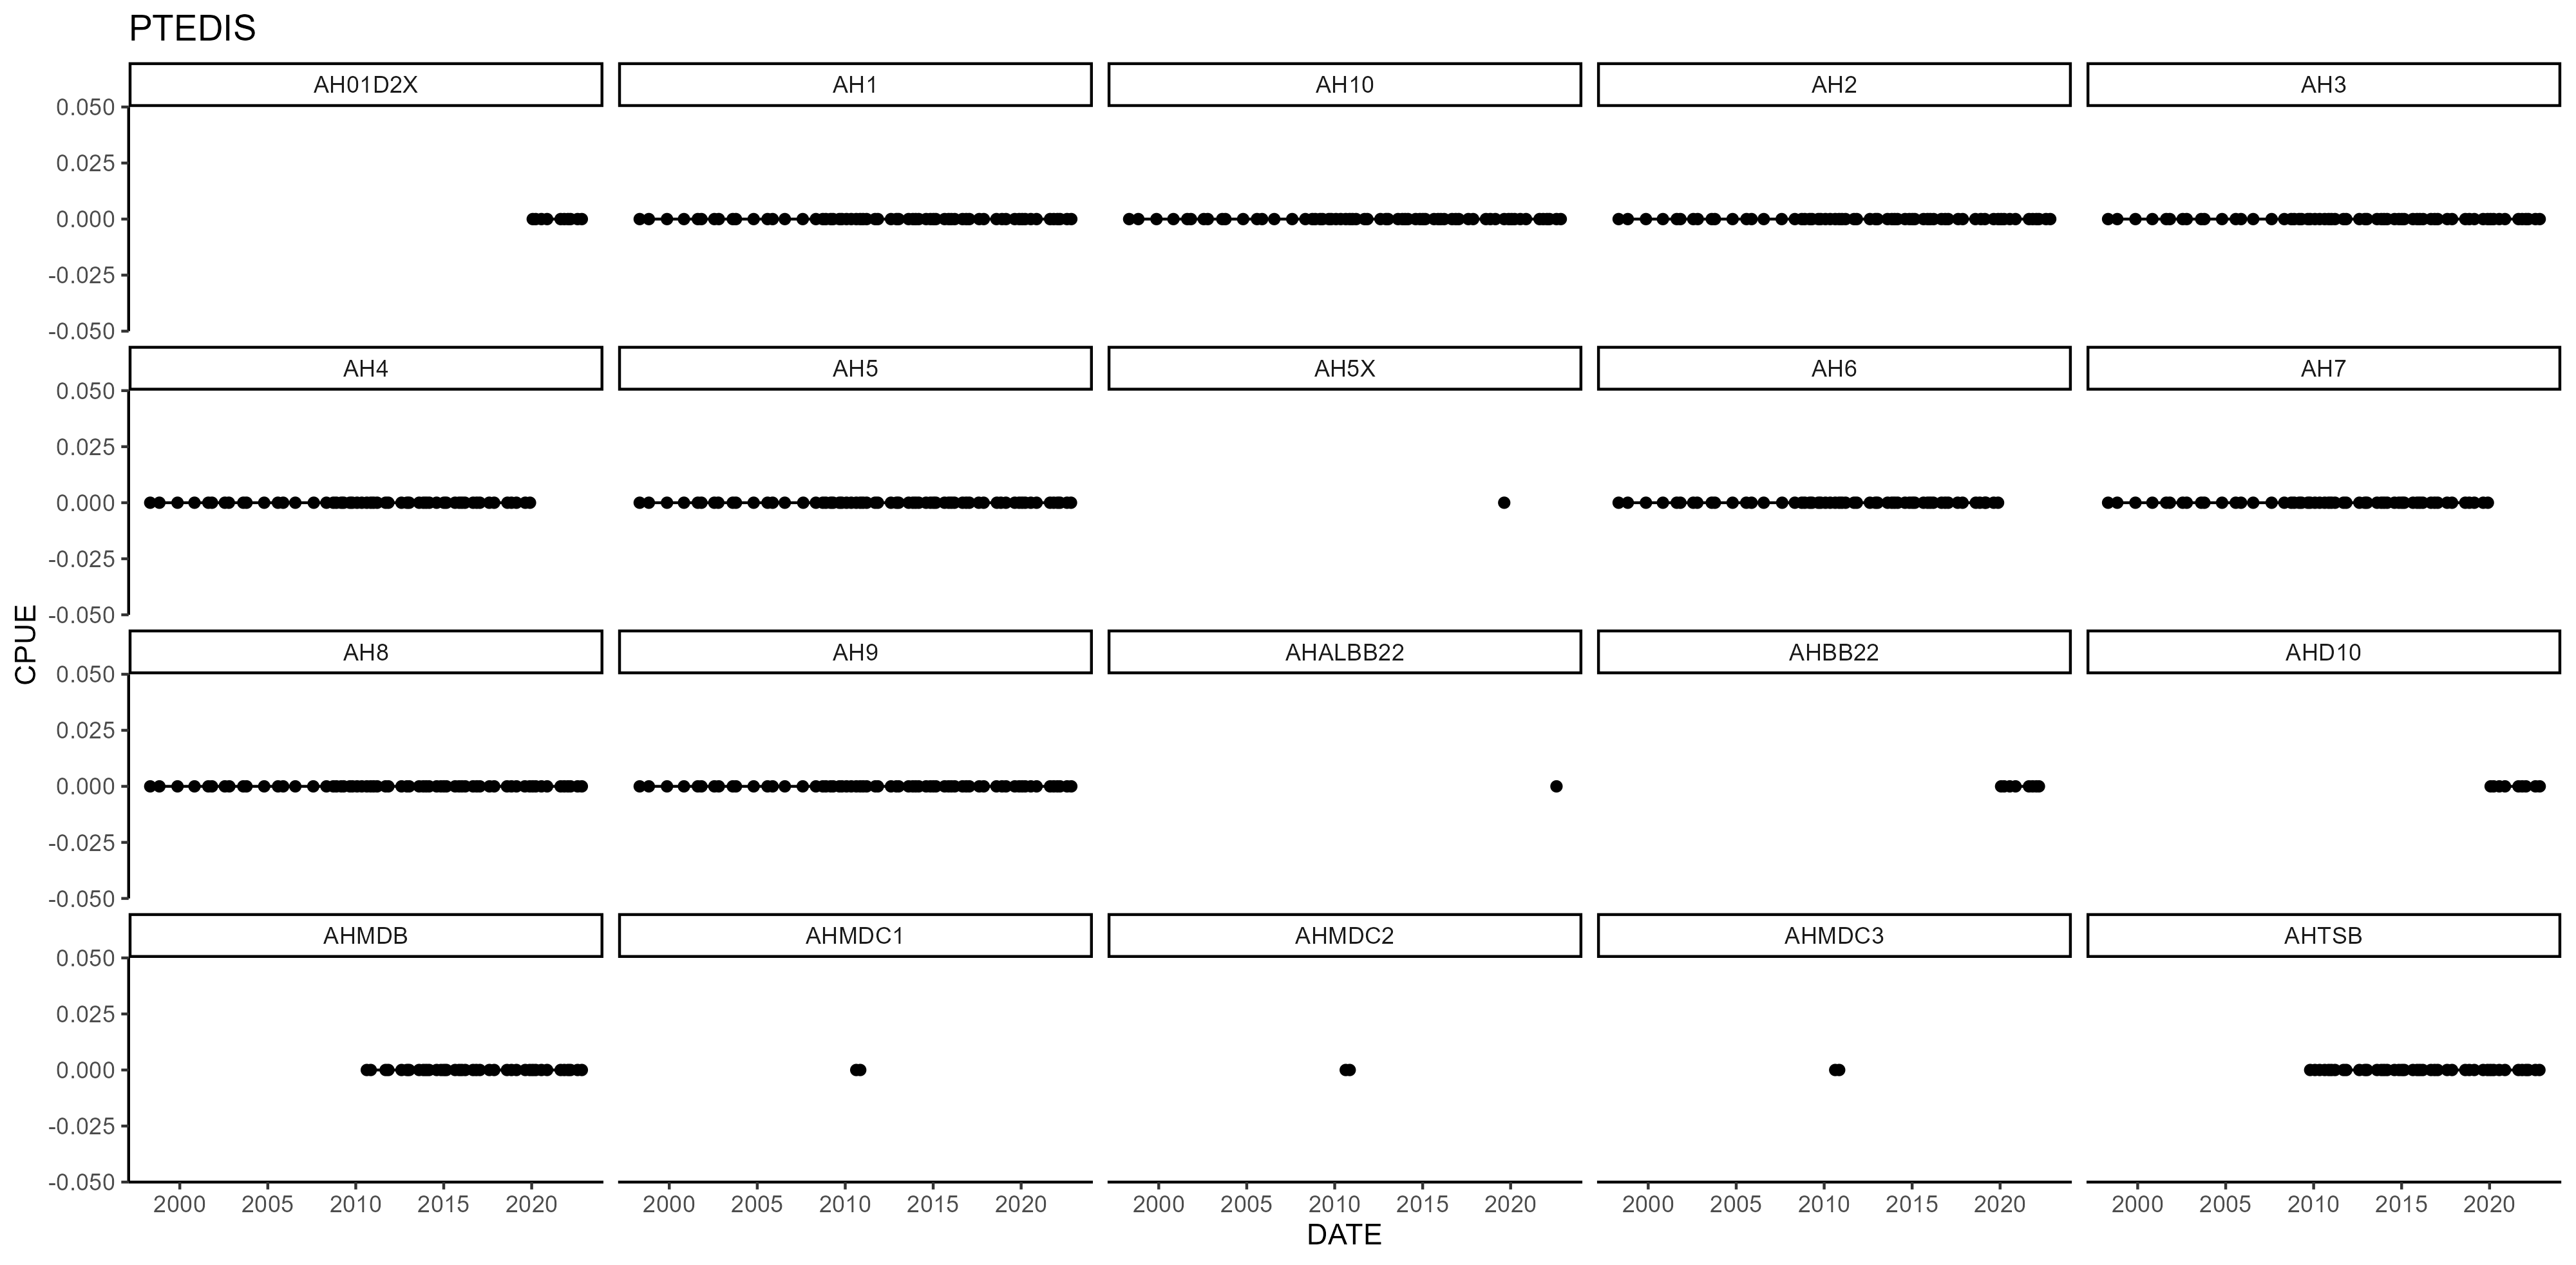 PTEDIS
AH01D2X AH1 AH10 AH2 AH3
0.050
0.025
0.000
-0.025
-0.050
AH4 AH5 AH5X AH6 AH7
0.050
0.025
0.000
-0.025
-0.050
AH8 AH9 AHALBB22 AHBB22 AHD10
0.050
0.025
0.000
-0.025
-0.050
AHMDB AHMDC1 AHMDC2 AHMDC3 AHTSB
0.050
0.025
0.000
-0.025
-0.050
CPUE
2000 2005 2010 2015 2020 2000 2005 2010 2015 2020 2000 2005 2010 2015 2020 2000 2005 2010 2015 2020 2000 2005 2010 2015 2020
DATE